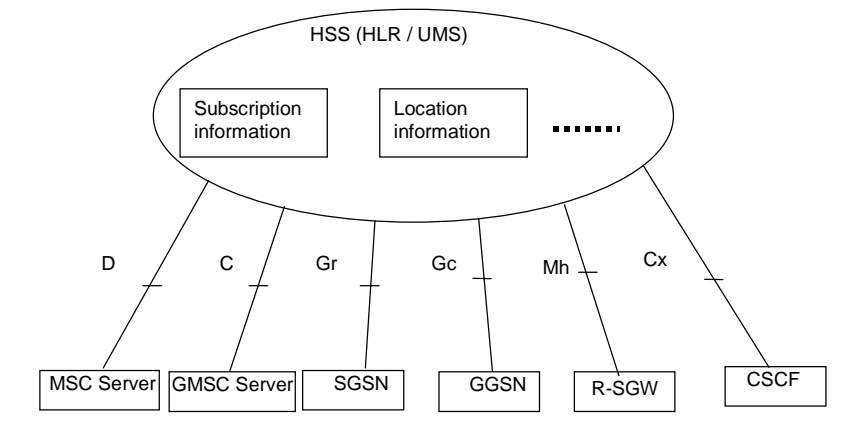 HSS (HLR / UMS)
Subscription
information
Location
information
D
C
Gr
Gc
Mh
Cx
MSC Server
GMSC Server
SGSN
GGSN
R-SGW
CSCF